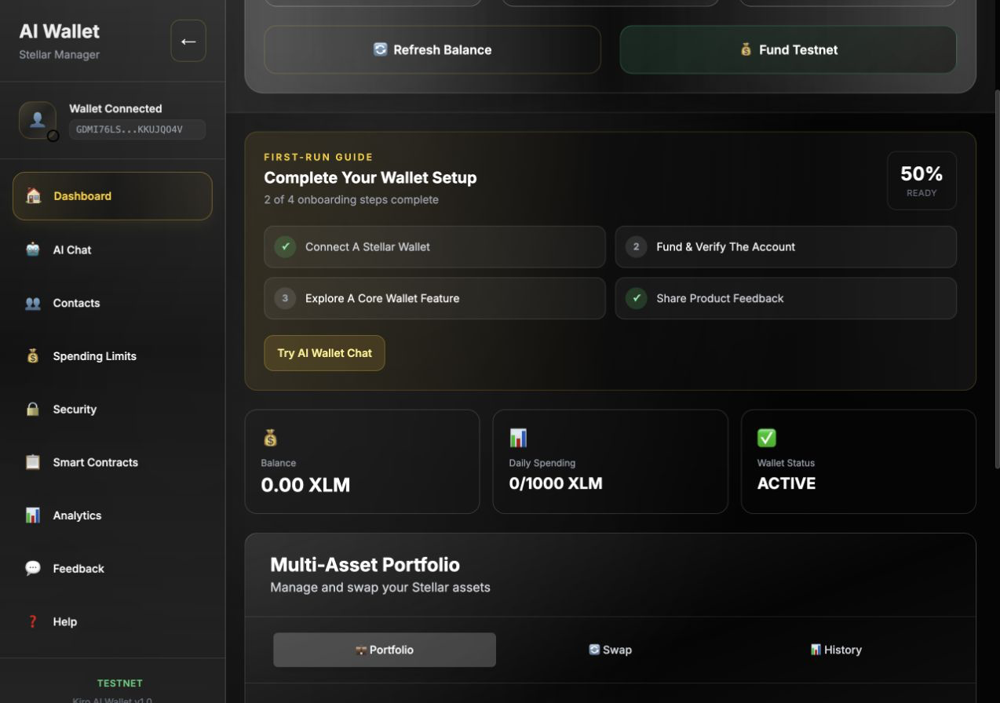 AI Wallet
Stellar Manager
←
Wallet Connected
GDMI76LS...KKUJQO4V
Dashboard
AI Chat
Contacts
Spending Limits
Security
Smart Contracts
Analytics
Feedback
Help
TESTNET
Kiro AI Wallet v1.0
Refresh Balance
Fund Testnet
FIRST-RUN GUIDE
Complete Your Wallet Setup
2 of 4 onboarding steps complete
50%
READY
✓ Connect A Stellar Wallet
2 Fund & Verify The Account
3 Explore A Core Wallet Feature
✓ Share Product Feedback
Try AI Wallet Chat
Balance
0.00 XLM
Daily Spending
0/1000 XLM
Wallet Status
ACTIVE
Multi-Asset Portfolio
Manage and swap your Stellar assets
Portfolio
Swap
History